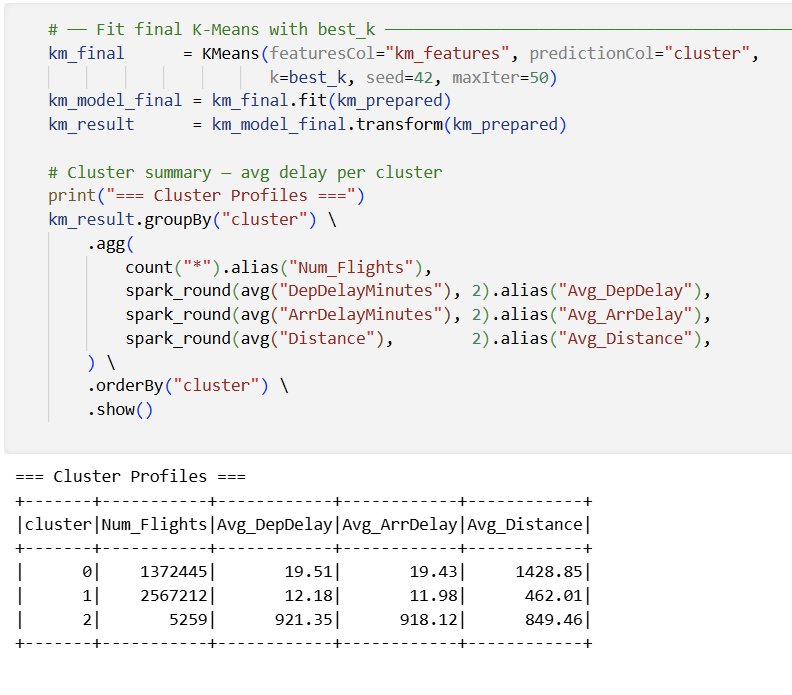 # —— Fit final K-Means with best_k ————————————————————————————
km_final      = KMeans(featuresCol="km_features", predictionCol="cluster",
                       k=best_k, seed=42, maxIter=50)
km_model_final = km_final.fit(km_prepared)
km_result      = km_model_final.transform(km_prepared)

# Cluster summary — avg delay per cluster
print("=== Cluster Profiles ===")
km_result.groupBy("cluster") \
    .agg(
        count("*").alias("Num_Flights"),
        spark_round(avg("DepDelayMinutes"), 2).alias("Avg_DepDelay"),
        spark_round(avg("ArrDelayMinutes"), 2).alias("Avg_ArrDelay"),
        spark_round(avg("Distance"),        2).alias("Avg_Distance"),
    ) \
    .orderBy("cluster") \
    .show()

=== Cluster Profiles ===
+-------+-----------+------------+------------+------------+
|cluster|Num_Flights|Avg_DepDelay|Avg_ArrDelay|Avg_Distance|
+-------+-----------+------------+------------+------------+
|      0|    1372445|       19.51|       19.43|     1428.85|
|      1|    2567212|       12.18|       11.98|      462.01|
|      2|       5259|      921.35|      918.12|      849.46|
+-------+-----------+------------+------------+------------+